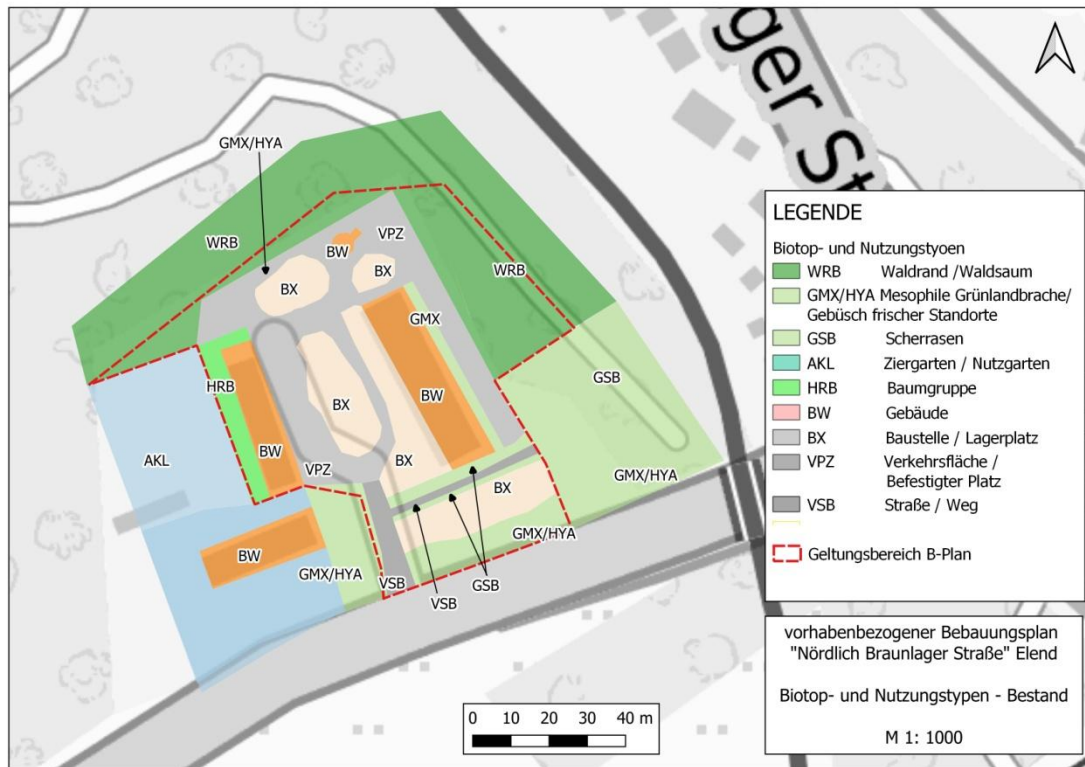 ger St
GMX/HYA
WRB
BW
VPZ
BX
BX
WRB
GMX
HRB
BX
BW
GSB
AKL
BW
VPZ
BX
BX
GMX/HYA
BW
GMX/HYA
GMX/HYA
VSB
GSB
VSB
0 10 20 30 40 m
LEGENDE
Biotop- und Nutzungstyoen
WRB Waldrand /Waldsaum
GMX/HYA Mesophile Grünlandbrache/
Gebüsch frischer Standorte
GSB Scherrasen
AKL Ziergarten / Nutzgarten
HRB Baumgruppe
BW Gebäude
BX Baustelle / Lagerplatz
VPZ Verkehrsfläche /
Befestigter Platz
VSB Straße / Weg
Geltungsbereich B-Plan
vorhabenbezogener Bebauungsplan
"Nördlich Braunlager Straße" Elend
Biotop- und Nutzungstypen - Bestand
M 1: 1000